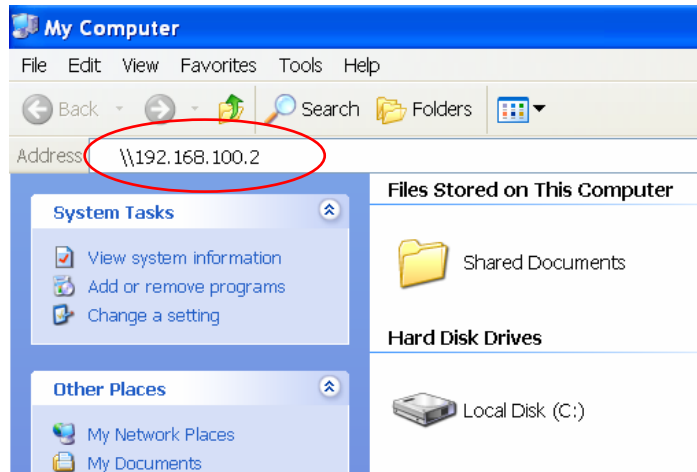 My Computer
File Edit View Favorites Tools Help
Back Search Folders
Address \\192.168.100.2
System Tasks
View system information
Add or remove programs
Change a setting
Other Places
My Network Places
My Documents
Files Stored on This Computer
Shared Documents
Hard Disk Drives
Local Disk (C:)